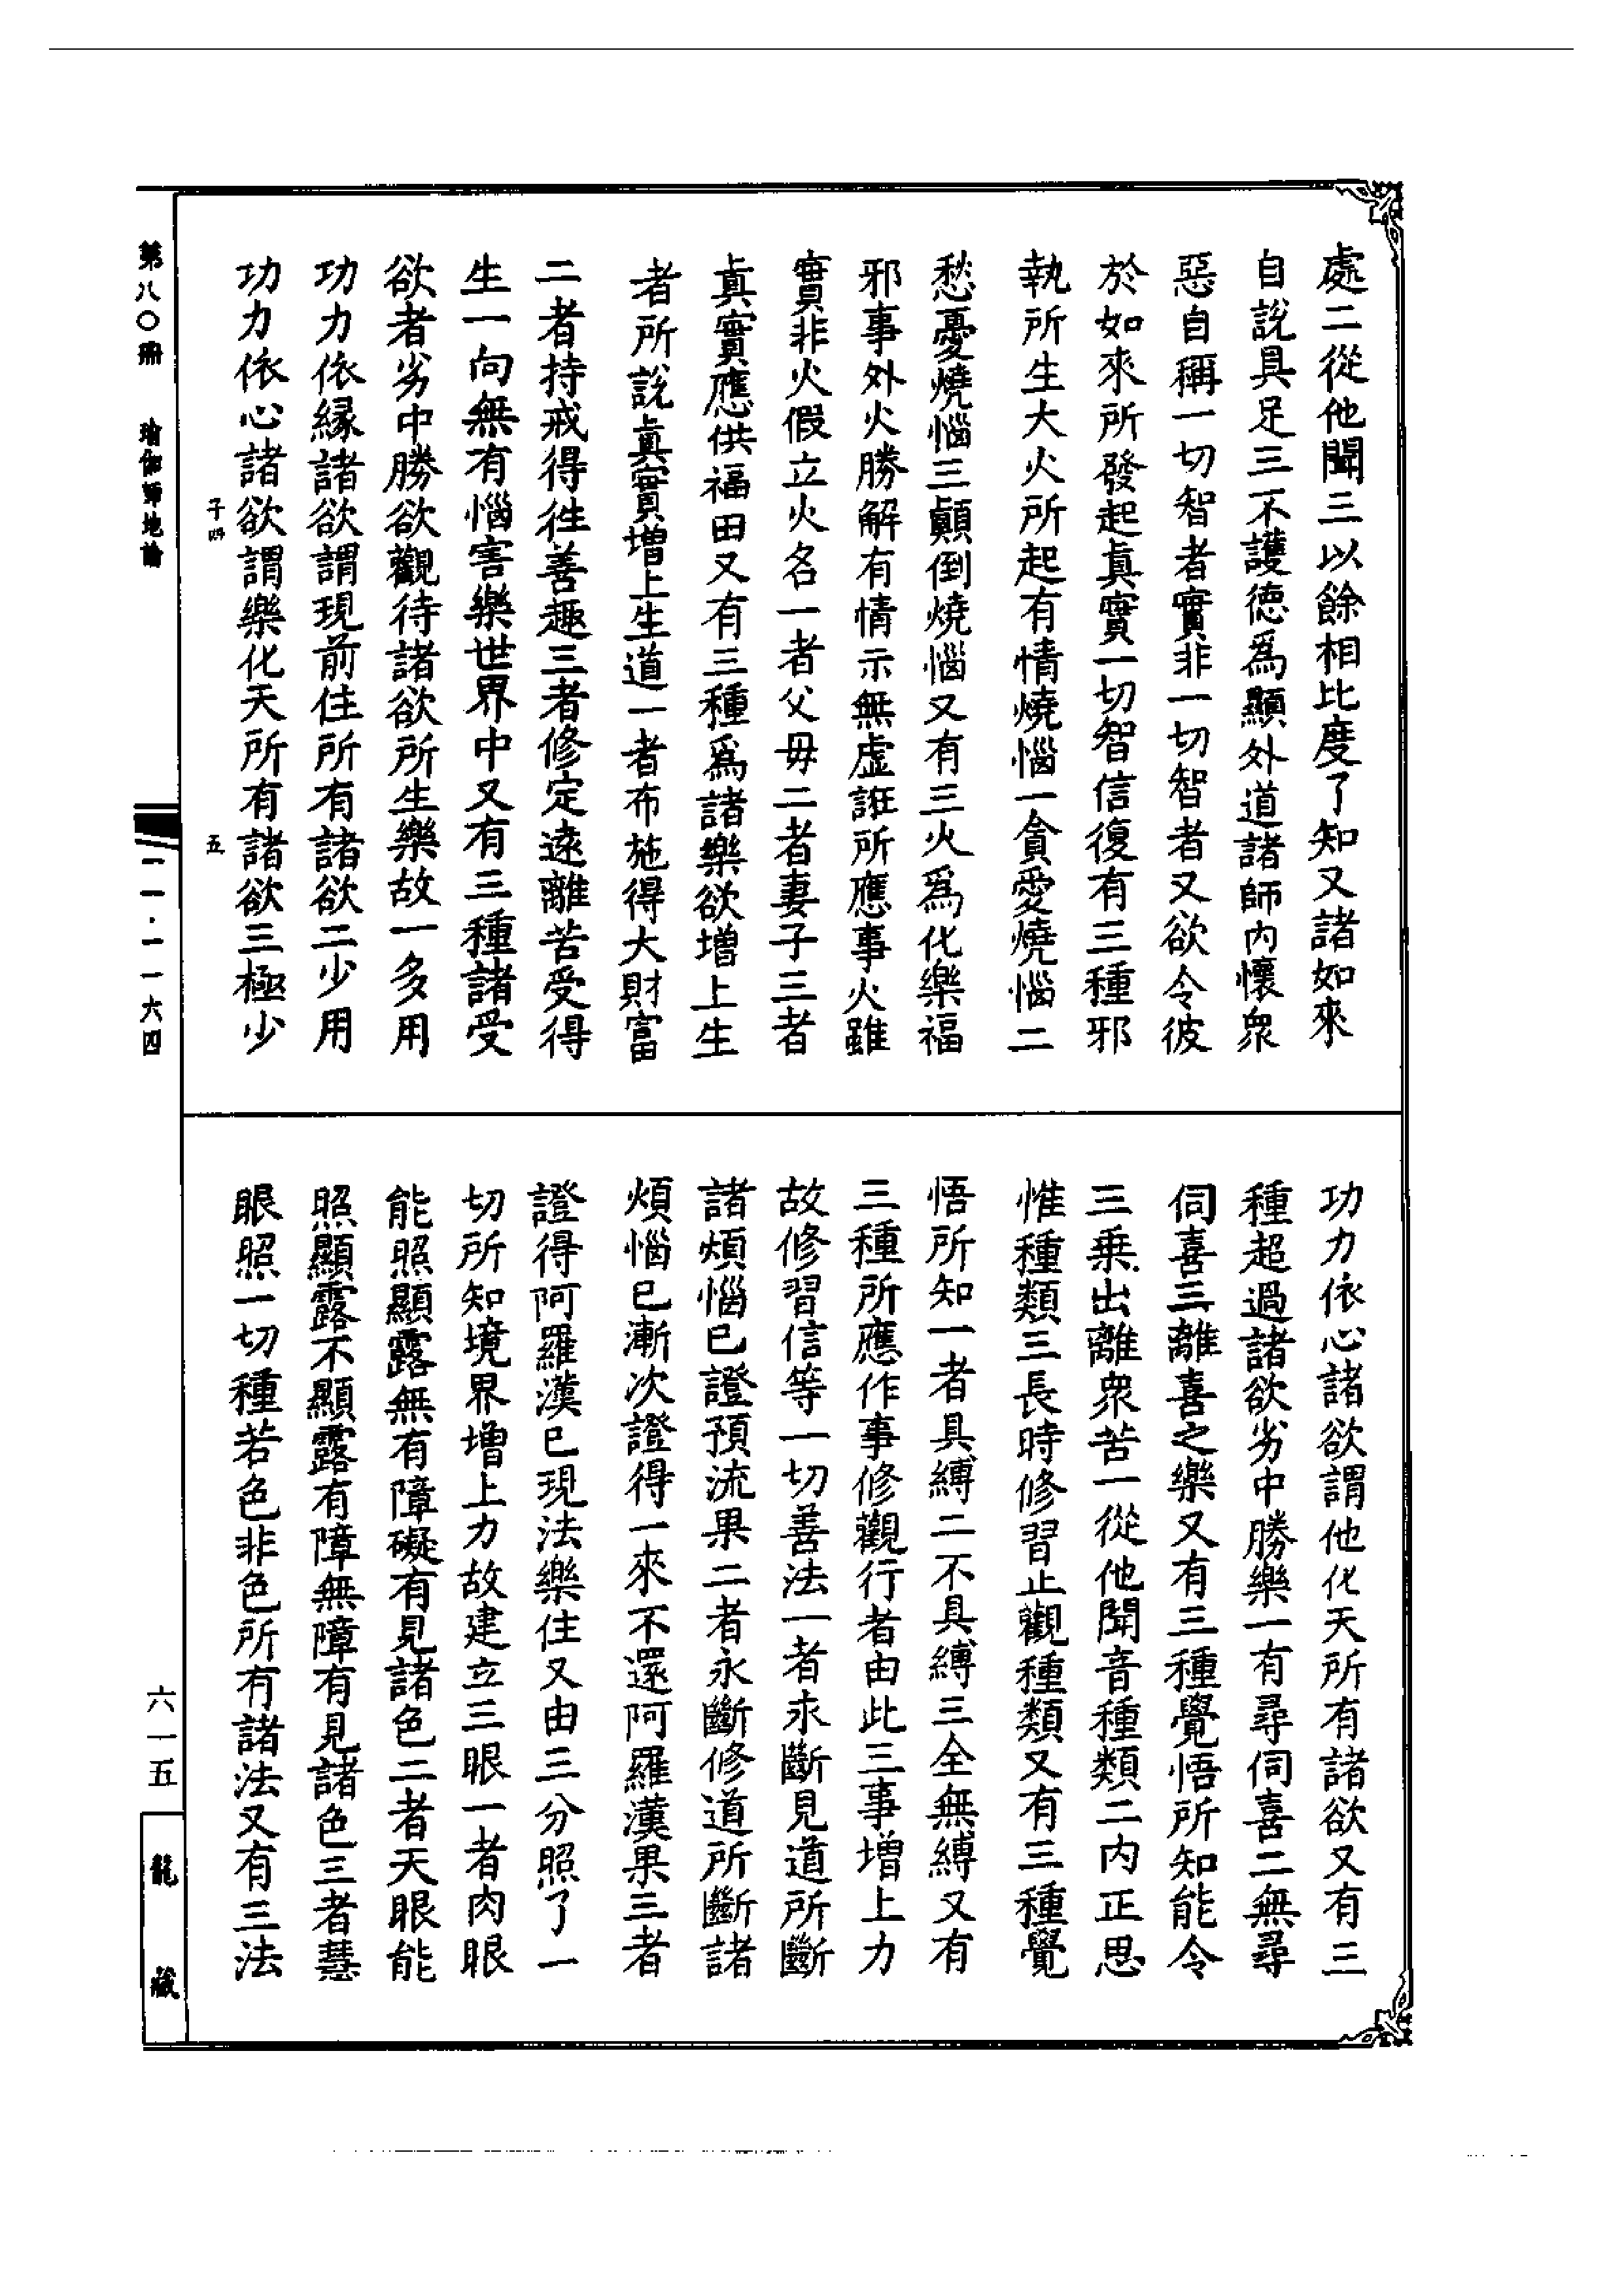 處二從他聞三以餘相比度了知又諸如來
自說具足三不護德爲顯外道諸師內懷衆
惡自稱一切智者實非一切智者又欲令彼
於如來所發起眞實一切智信復有三種邪
執所生大火所起有情燒惱一貪愛燒惱二
愁憂燒惱三顚倒燒惱又有三火爲化樂福
邪事外火勝解有情示無虛誑所應事火雖
實非火假立火名一者父母二者妻子三者
眞實應供福田又有三種爲諸樂欲增上生
者所說眞實增上生道一者布施得大財富
二者持戒得往善趣三者修定遠離苦受得
生一向無有惱害樂世界中又有三種諸受
欲者劣中勝欲觀待諸欲所生樂故一多用
功力依緣諸欲謂現前住所有諸欲二少用
功力依心諸欲謂樂化天所有諸欲三極少
子四
五
功力依心諸欲謂他化天所有諸欲又有三
種超過諸欲劣中勝樂一有尋伺喜二無尋
伺喜三離喜之樂又有三種覺悟所知能令
三乘出離衆苦一從他聞音種類二內正思
惟種類三長時修習止觀種類又有三種覺
悟所知一者具縛二不具縛三全無縛又有
三種所應作事修觀行者由此三事增上力
故修習信等一切善法一者永斷見道所斷
諸煩惱已證預流果二者永斷修道所斷諸
煩惱已漸次證得一來不還阿羅漢果三者
證得阿羅漢已現法樂住又由三分照了一
切所知境界增上力故建立三眼一者肉眼
能照顯露無有障礙有見諸色二者天眼能
照顯露不顯露有障無障有見諸色三者慧
眼照一切種若色非色所有諸法又有三法
第八〇冊
瑜伽師地論
二一·一一六四
六一五
龍藏